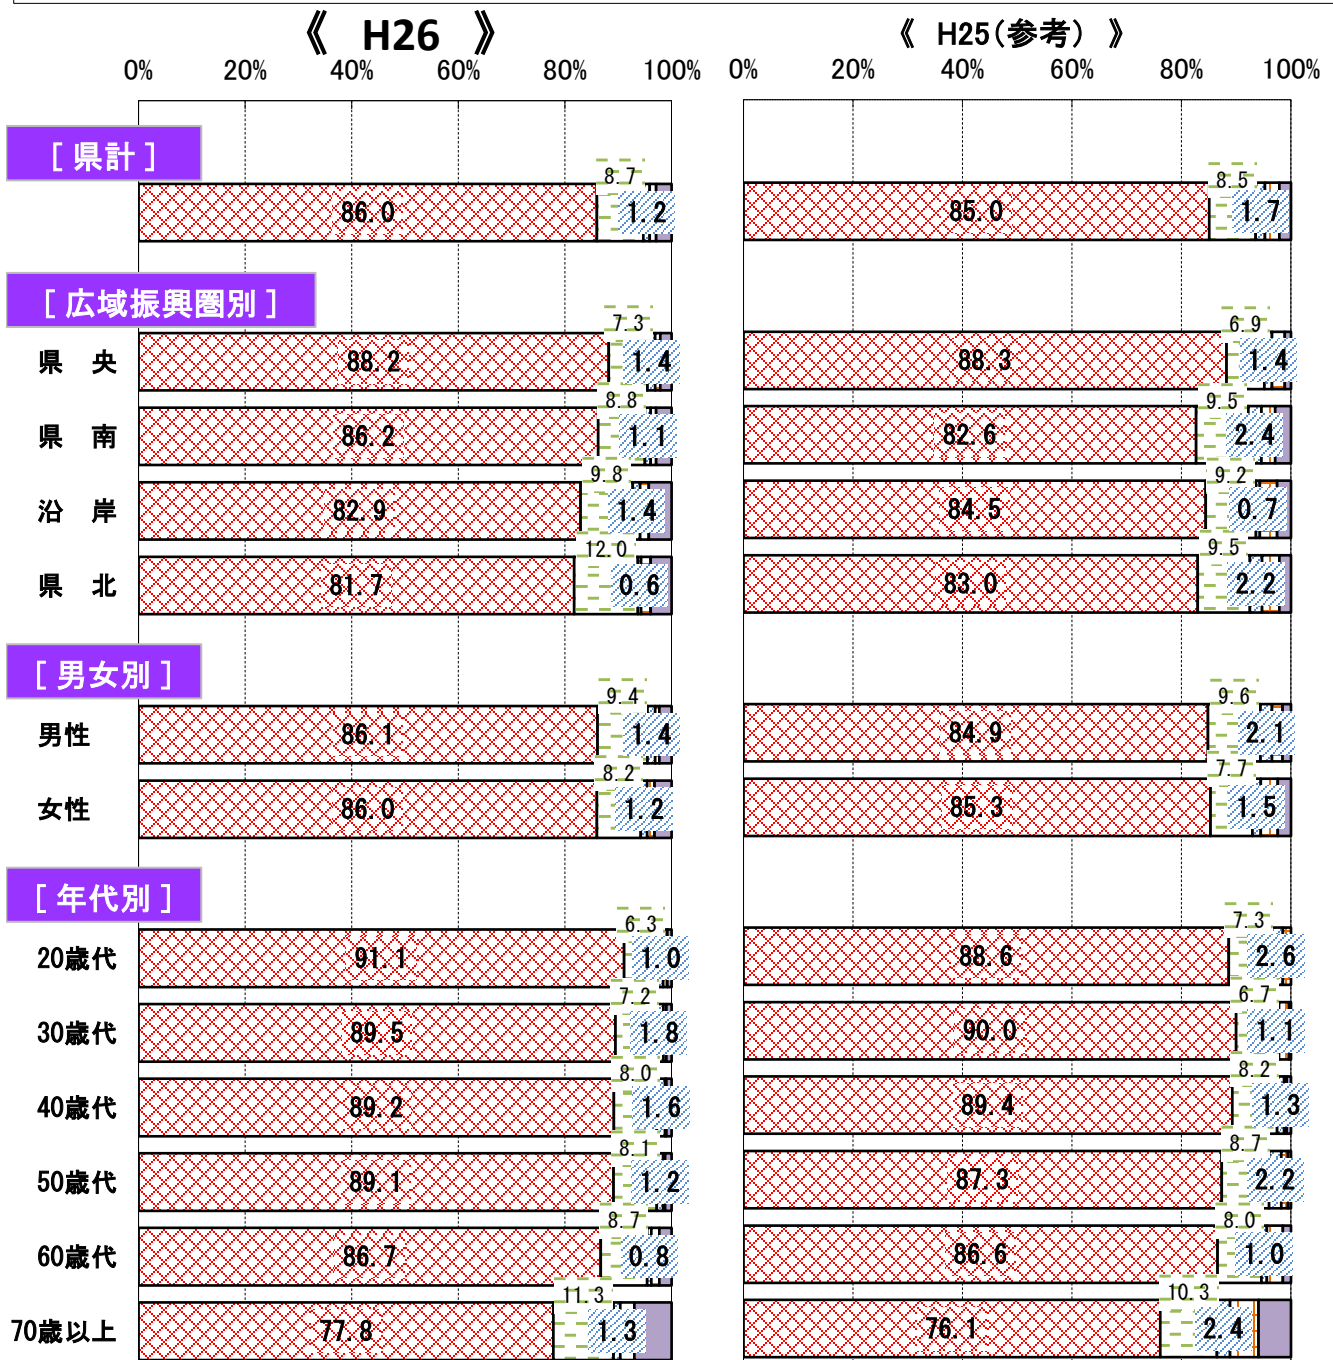 《 H26 》 《 H25(参考) 》
0% 20% 40% 60% 80% 100% 0% 20% 40% 60% 80% 100%
[ 県計 ]
8.7 8.5
86.0 1.2 85.0 1.7
[ 広域振興圏別 ]
7.3 6.9
県 央 88.2 1.4 88.3 1.4
8.8 9.5
県 南 86.2 1.1 82.6 2.4
9.8 9.2
沿 岸 82.9 1.4 84.5 0.7
12.0 9.5
県 北 81.7 0.6 83.0 2.2
[ 男女別 ]
9.4 9.6
男性 86.1 1.4 84.9 2.1
8.2 7.7
女性 86.0 1.2 85.3 1.5
[ 年代別 ]
6.3 7.3
20歳代 91.1 1.0 88.6 2.6
7.2 6.7
30歳代 89.5 1.8 90.0 1.1
8.0 8.2
40歳代 89.2 1.6 89.4 1.3
8.1 8.7
50歳代 89.1 1.2 87.3 2.2
8.7 8.0
60歳代 86.7 0.8 86.6 1.0
11.3 10.3
70歳以上 77.8 1.3 76.1 2.4